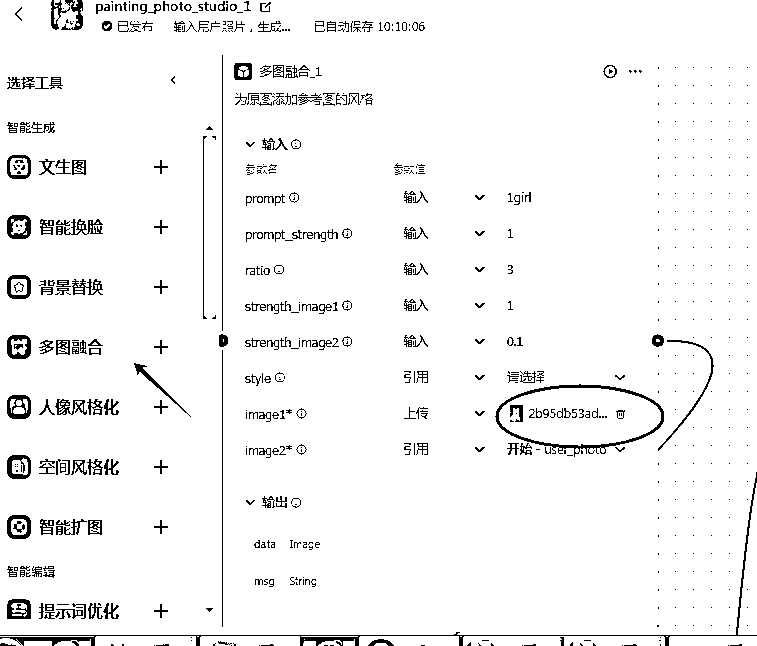 painting_photo_studio_1
已发布 输入用户照片，生成... 已自动保存 10:10:06
选择工具
智能生成
文生图
智能换脸
背景替换
多图融合
人像风格化
空间风格化
智能扩图
智能编辑
提示词优化
多图融合_1
为原图添加参考图的风格
输入
参数名 参数值
prompt 输入 1girl
prompt_strength 输入 1
ratio 输入 3
strength_image1 输入 1
strength_image2 输入 0.1
style 引用 请选择
image1* 上传 2b95db53ad...
image2* 引用 开始 - user_photo
输出
data Image
msg String